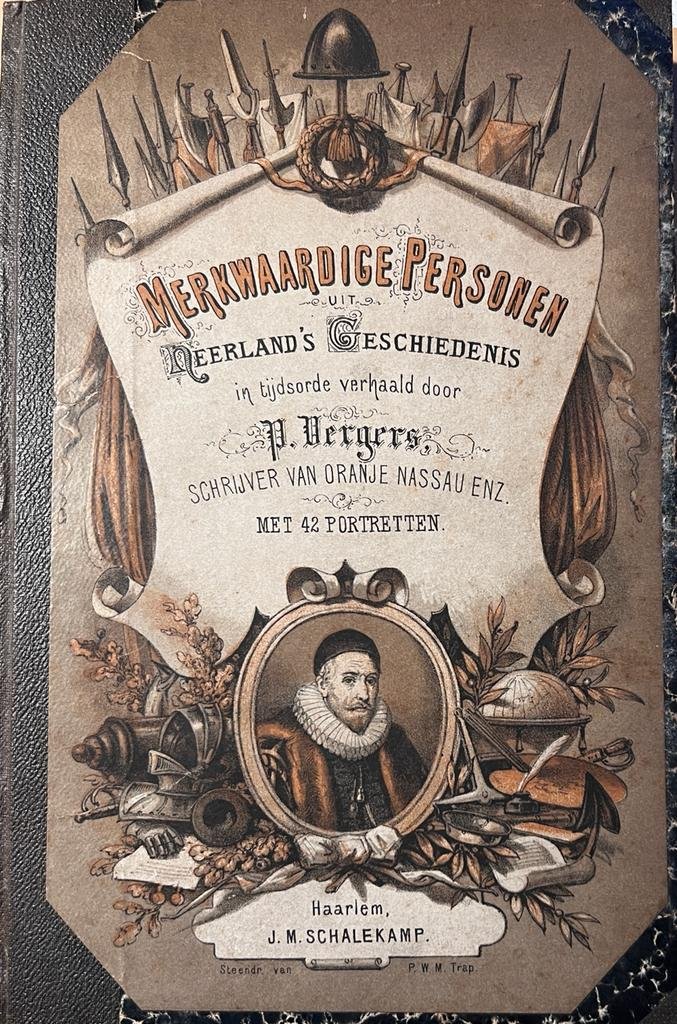 MERKWAARDIGE PERSONEN
UIT
NEERLAND'S GESCHIEDENIS
in tijdsorde verhaald door
P. Vergers,
SCHRIJVER VAN ORANJE NASSAU ENZ.
MET 42 PORTRETTEN.
Haarlem,
J. M. SCHALEKAMP.
Steendr. van P. W. M. Trap.